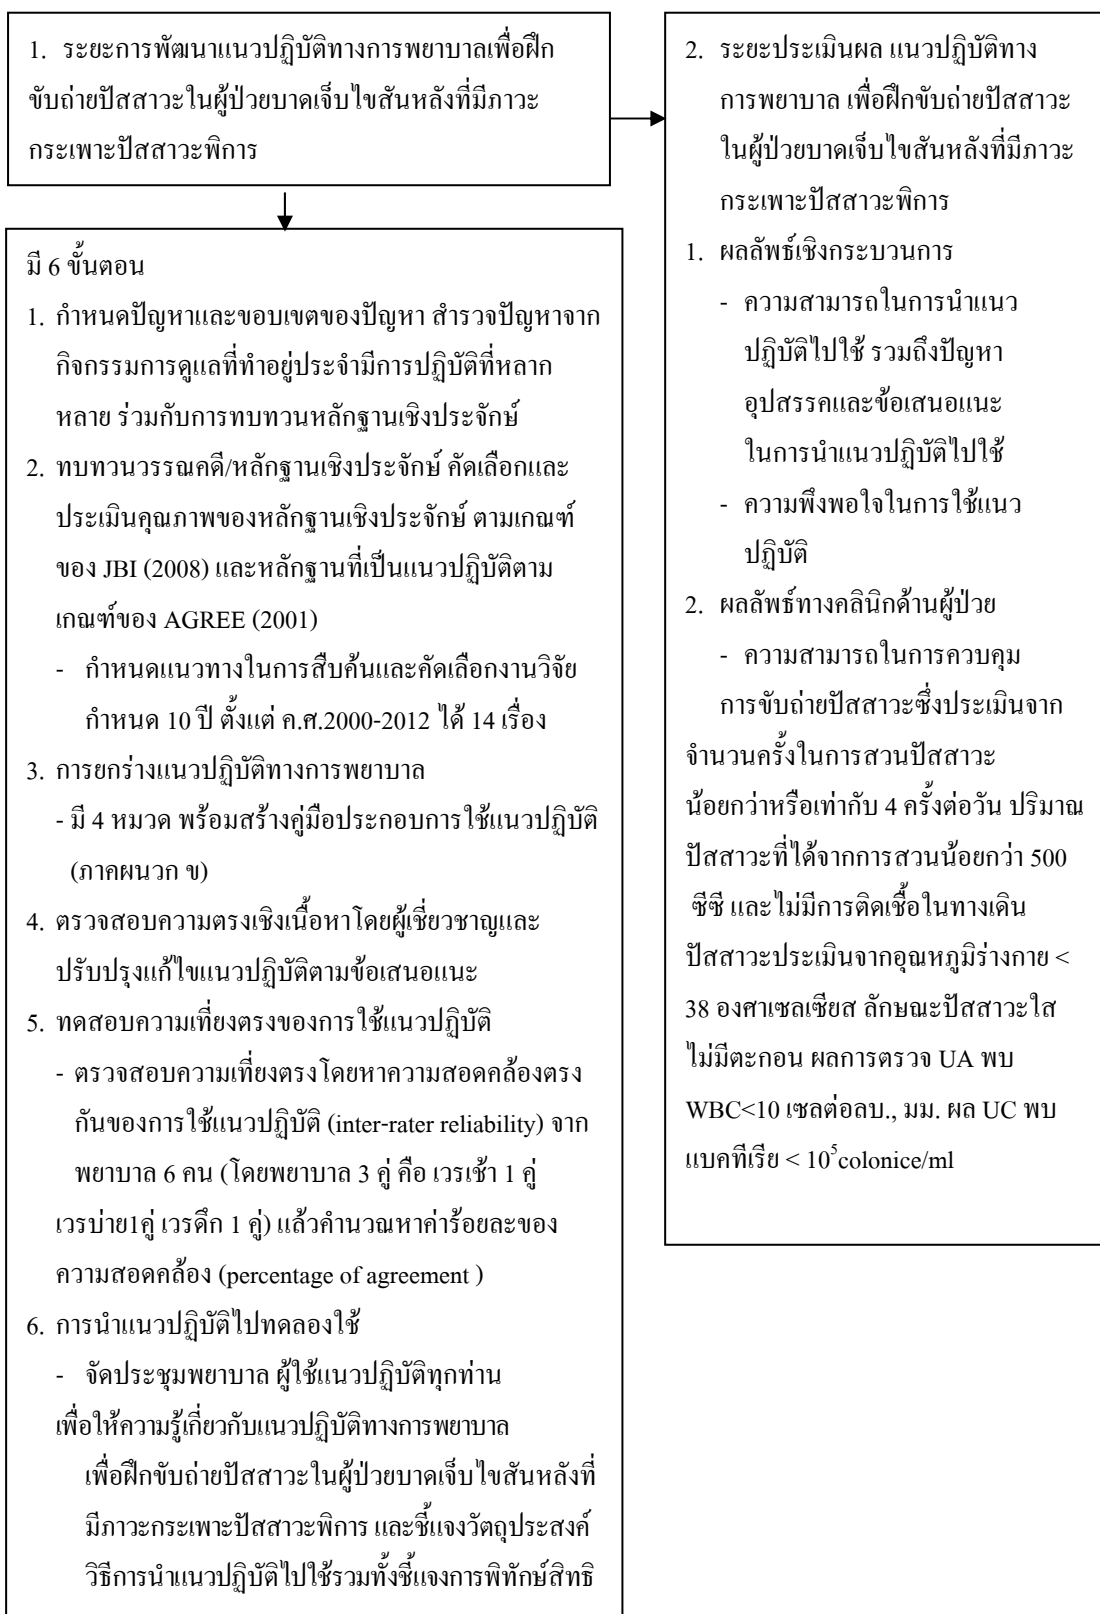 1. ระยะการพัฒนาแนวปฏิบัติทางการพยาบาลเพื่อฝึก
ขับถ่ายปัสสาวะในผู้ป่วยบาดเจ็บไขสันหลังที่มีภาวะ
กระเพาะปัสสาวะพิการ
มี 6 ขั้นตอน
1. กำหนดปัญหาและขอบเขตของปัญหา สำรวจปัญหาจาก
กิจกรรมการดูแลที่ทำอยู่ประจำมีการปฏิบัติที่หลาก
หลาย ร่วมกับการทบทวนหลักฐานเชิงประจักษ์
2. ทบทวนวรรณคดี/หลักฐานเชิงประจักษ์ คัดเลือกและ
ประเมินคุณภาพของหลักฐานเชิงประจักษ์ ตามเกณฑ์
ของ JBI (2008) และหลักฐานที่เป็นแนวปฏิบัติตาม
เกณฑ์ของ AGREE (2001)
- กำหนดแนวทางในการสืบค้นและคัดเลือกงานวิจัย
กำหนด 10 ปี ตั้งแต่ ค.ศ.2000-2012 ได้ 14 เรื่อง
3. การยกร่างแนวปฏิบัติทางการพยาบาล
- มี 4 หมวด พร้อมสร้างคู่มือประกอบการใช้แนวปฏิบัติ
(ภาคผนวก ข)
4. ตรวจสอบความตรงเชิงเนื้อหาโดยผู้เชี่ยวชาญและ
ปรับปรุงแก้ไขแนวปฏิบัติตามข้อเสนอแนะ
5. ทดสอบความเที่ยงตรงของการใช้แนวปฏิบัติ
- ตรวจสอบความเที่ยงตรงโดยหาความสอดคล้องตรง
กันของการใช้แนวปฏิบัติ (inter-rater reliability) จาก
พยาบาล 6 คน (โดยพยาบาล 3 คู่ คือ เวรเช้า 1 คู่
เวรบ่าย1คู่ เวรดึก 1 คู่) แล้วคำนวณหาค่าร้อยละของ
ความสอดคล้อง (percentage of agreement )
6. การนำแนวปฏิบัติไปทดลองใช้
- จัดประชุมพยาบาล ผู้ใช้แนวปฏิบัติทุกท่าน
เพื่อให้ความรู้เกี่ยวกับแนวปฏิบัติทางการพยาบาล
เพื่อฝึกขับถ่ายปัสสาวะในผู้ป่วยบาดเจ็บไขสันหลังที่
มีภาวะกระเพาะปัสสาวะพิการ และชี้แจงวัตถุประสงค์
วิธีการนำแนวปฏิบัติไปใช้รวมทั้งชี้แจงการพิทักษ์สิทธิ
2. ระยะประเมินผล แนวปฏิบัติทาง
การพยาบาล เพื่อฝึกขับถ่ายปัสสาวะ
ในผู้ป่วยบาดเจ็บไขสันหลังที่มีภาวะ
กระเพาะปัสสาวะพิการ
1. ผลลัพธ์เชิงกระบวนการ
- ความสามารถในการนำแนว
ปฏิบัติไปใช้ รวมถึงปัญหา
อุปสรรคและข้อเสนอแนะ
ในการนำแนวปฏิบัติไปใช้
- ความพึงพอใจในการใช้แนว
ปฏิบัติ
2. ผลลัพธ์ทางคลินิกด้านผู้ป่วย
- ความสามารถในการควบคุม
การขับถ่ายปัสสาวะซึ่งประเมินจาก
จำนวนครั้งในการสวนปัสสาวะ
น้อยกว่าหรือเท่ากับ 4 ครั้งต่อวัน ปริมาณ
ปัสสาวะที่ได้จากการสวนน้อยกว่า 500
ซีซี และไม่มีการติดเชื้อในทางเดิน
ปัสสาวะประเมินจากอุณหภูมิร่างกาย <
38 องศาเซลเซียส ลักษณะปัสสาวะใส
ไม่มีตะกอน ผลการตรวจ UA พบ
WBC<10 เซลต่อลบ., มม. ผล UC พบ
แบคทีเรีย < 10⁵colonice/ml